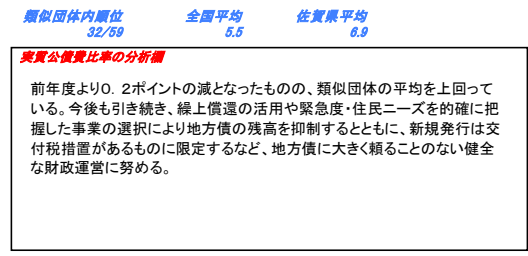 類似団体内順位 全国平均 佐賀県平均
32/59 5.5 6.9
実質公債費比率の分析欄
前年度より0．2ポイントの減となったものの、類似団体の平均を上回って
いる。今後も引き続き、繰上償還の活用や緊急度・住民ニーズを的確に把
握した事業の選択により地方債の残高を抑制するとともに、新規発行は交
付税措置があるものに限定するなど、地方債に大きく頼ることのない健全
な財政運営に努める。